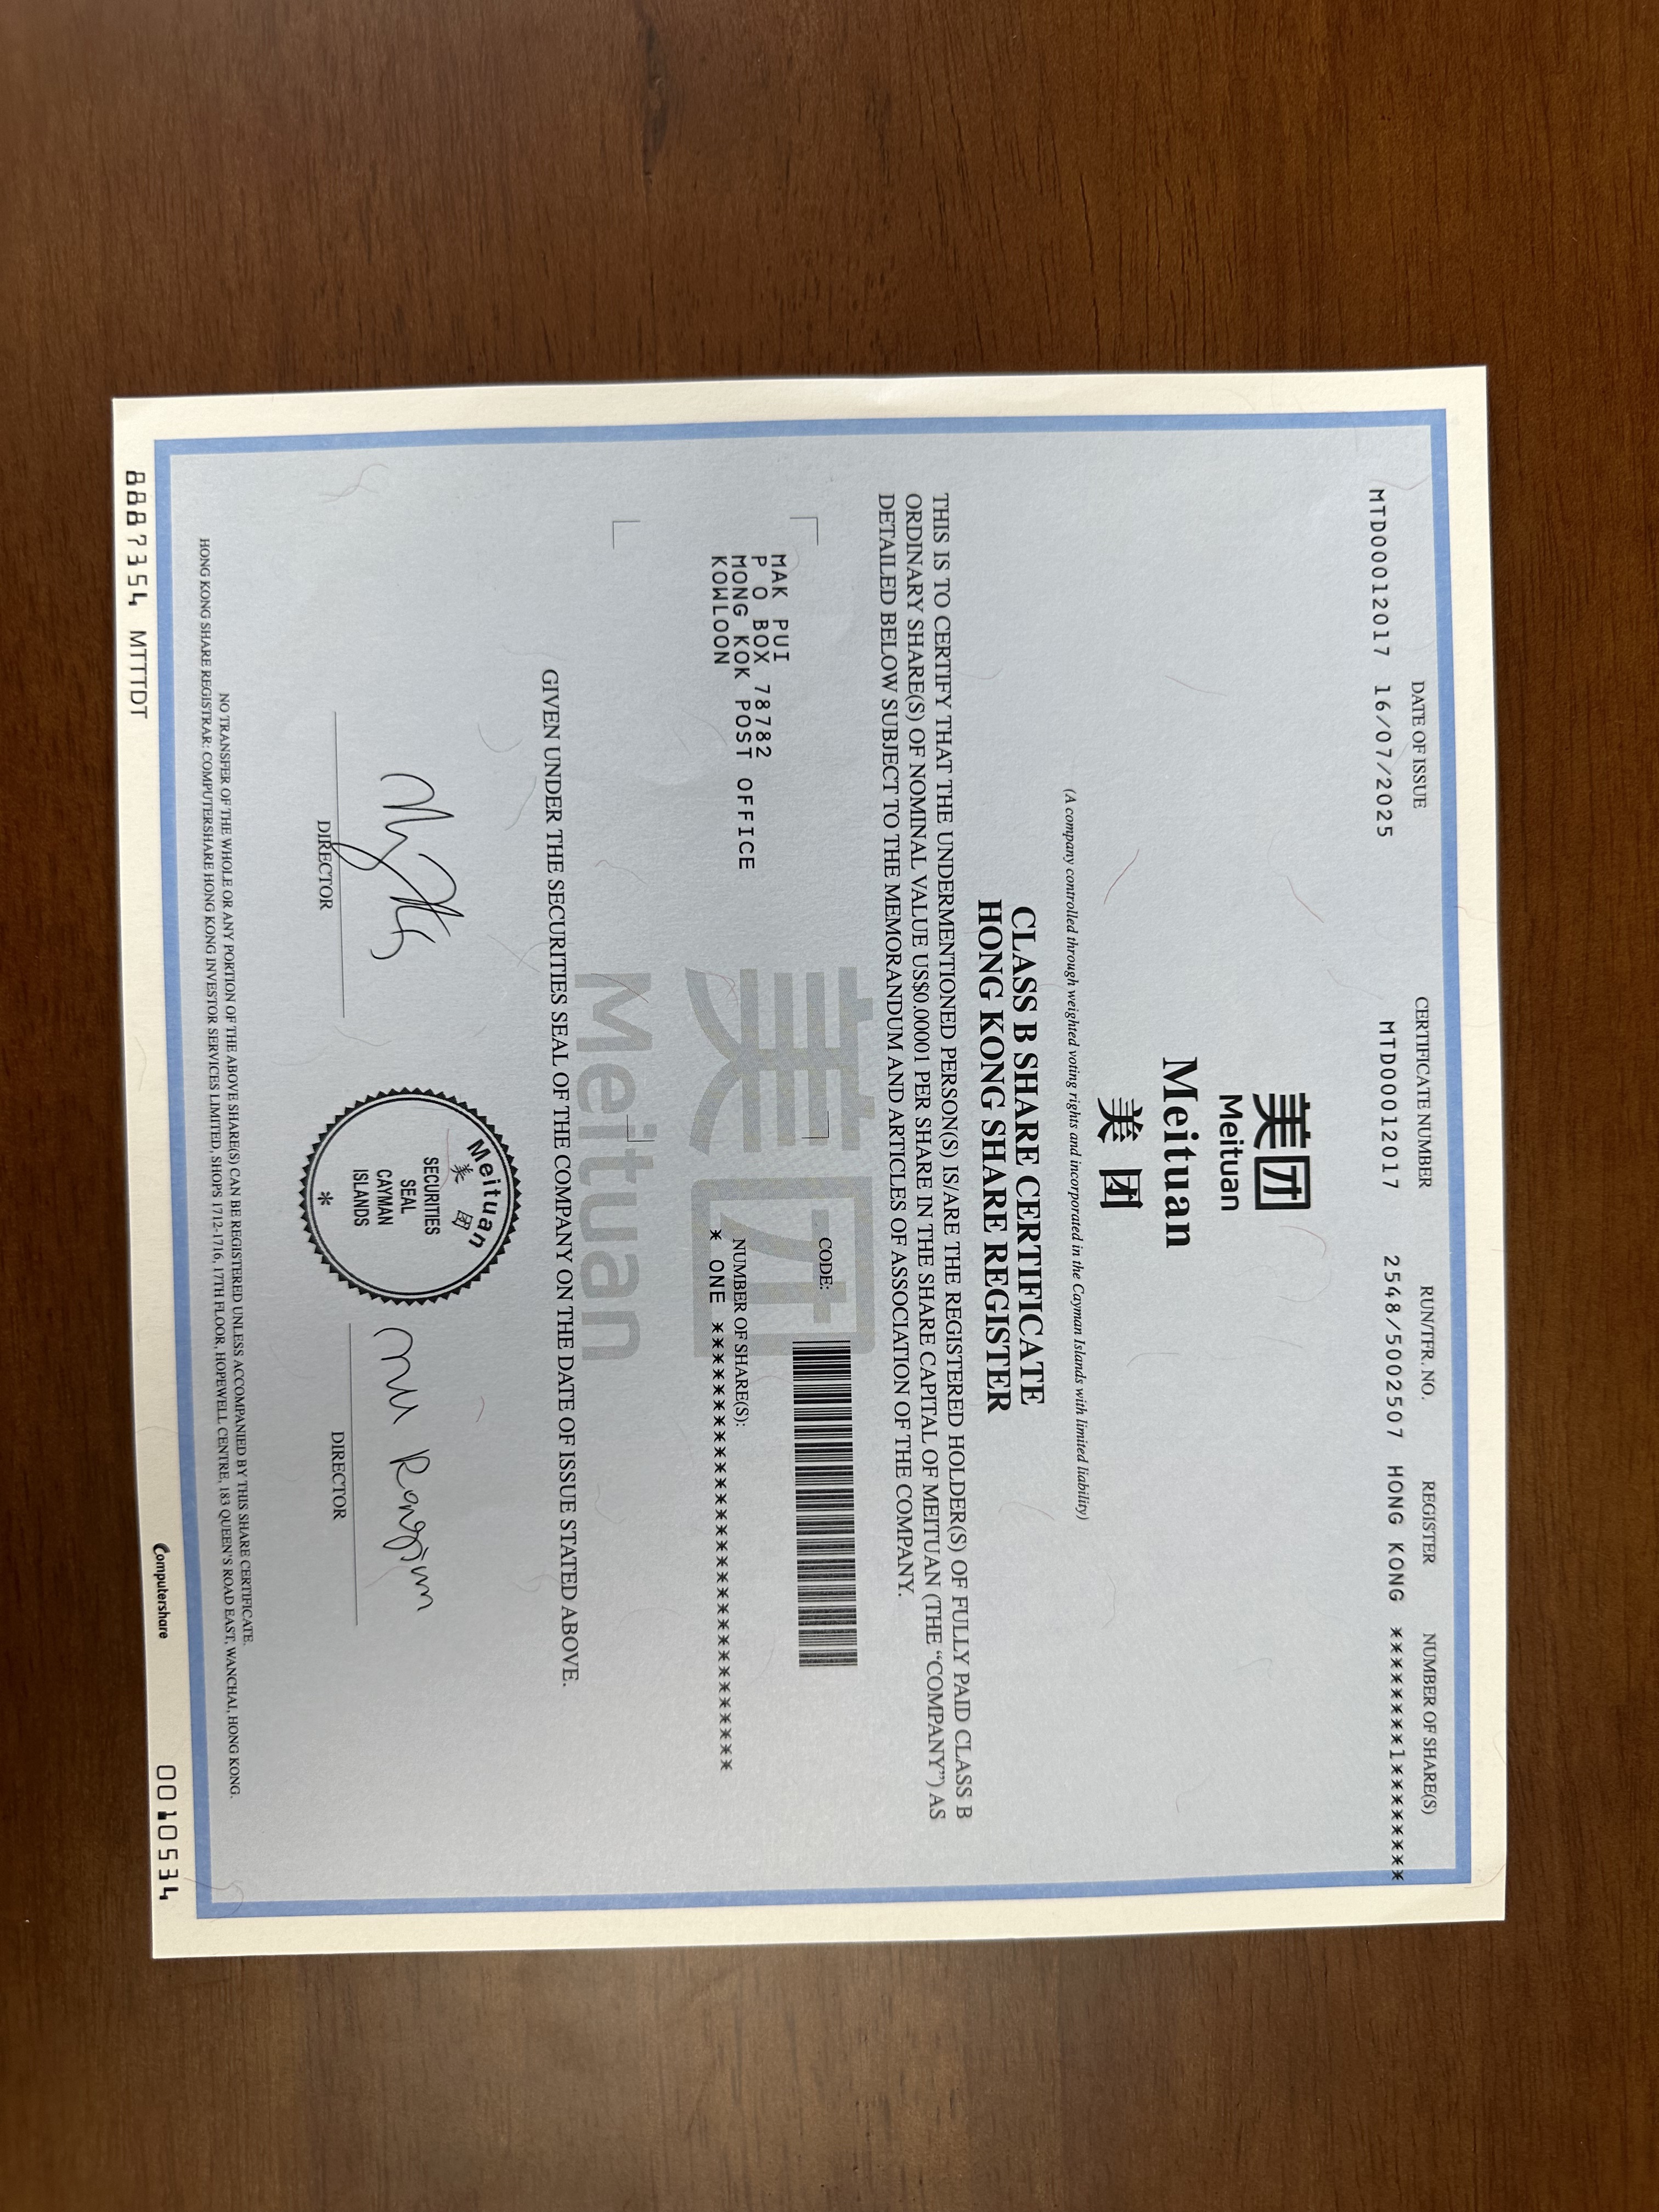 DATE OF ISSUE CERTIFICATE NUMBER RUN/TFR. NO. REGISTER NUMBER OF SHARE(S)
MTD00012017 16/07/2025 MTD00012017 2548/5002507 HONG KONG *******1*******
美团
Meituan
Meituan
美 团
(A company controlled through weighted voting rights and incorporated in the Cayman Islands with limited liability)
CLASS B SHARE CERTIFICATE
HONG KONG SHARE REGISTER
THIS IS TO CERTIFY THAT THE UNDERMENTIONED PERSON(S) IS/ARE THE REGISTERED HOLDER(S) OF FULLY PAID CLASS B
ORDINARY SHARE(S) OF NOMINAL VALUE US$0.00001 PER SHARE IN THE SHARE CAPITAL OF MEITUAN (THE “COMPANY”) AS
DETAILED BELOW SUBJECT TO THE MEMORANDUM AND ARTICLES OF ASSOCIATION OF THE COMPANY.
CODE:
MAK PUI
P O BOX 78782
MONG KOK POST OFFICE
KOWLOON
NUMBER OF SHARE(S):
* ONE ******************************
美团
Meituan
GIVEN UNDER THE SECURITIES SEAL OF THE COMPANY ON THE DATE OF ISSUE STATED ABOVE.
Meituan
美 团
SECURITIES
SEAL
CAYMAN
ISLANDS
*
DIRECTOR DIRECTOR
NO TRANSFER OF THE WHOLE OR ANY PORTION OF THE ABOVE SHARE(S) CAN BE REGISTERED UNLESS ACCOMPANIED BY THIS SHARE CERTIFICATE.
HONG KONG SHARE REGISTRAR: COMPUTERSHARE HONG KONG INVESTOR SERVICES LIMITED, SHOPS 1712-1716, 17TH FLOOR, HOPEWELL CENTRE, 183 QUEEN'S ROAD EAST, WANCHAI, HONG KONG.
8887354 MTTTDT Computershare 0010534